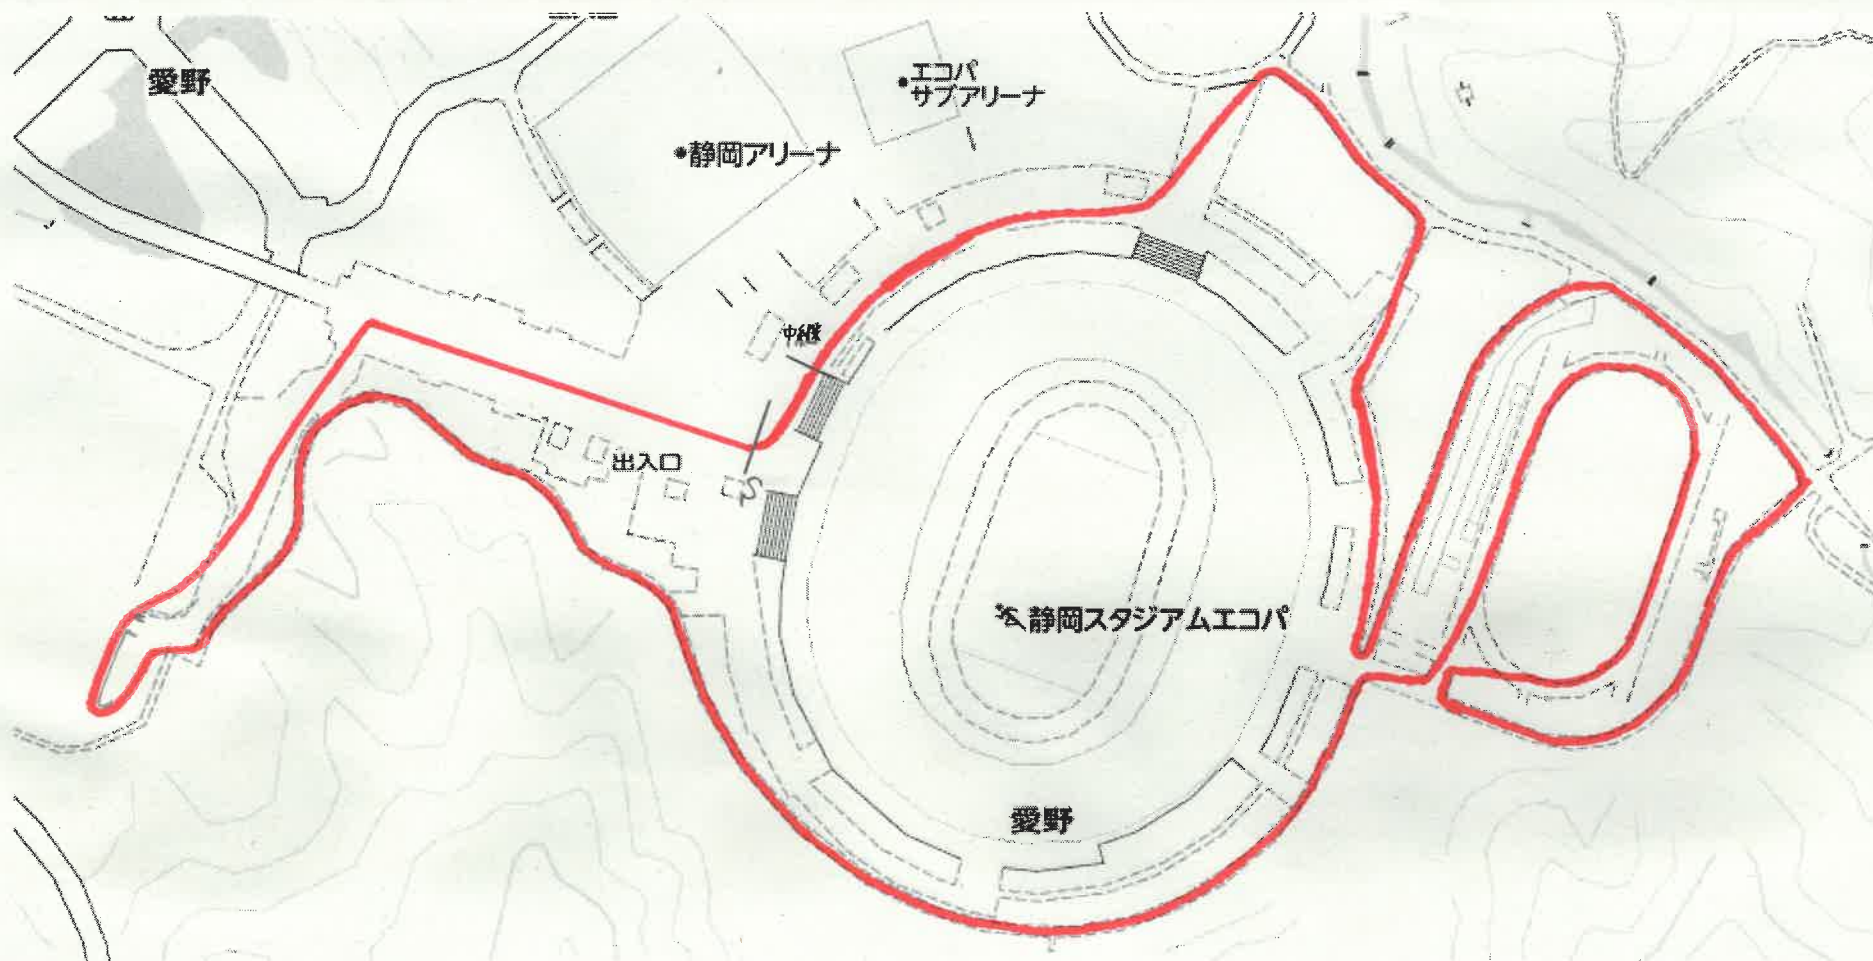 愛野
エコパ
サブアリーナ
静岡アリーナ
中継
出入口
S
静岡スタジアムエコパ
愛野